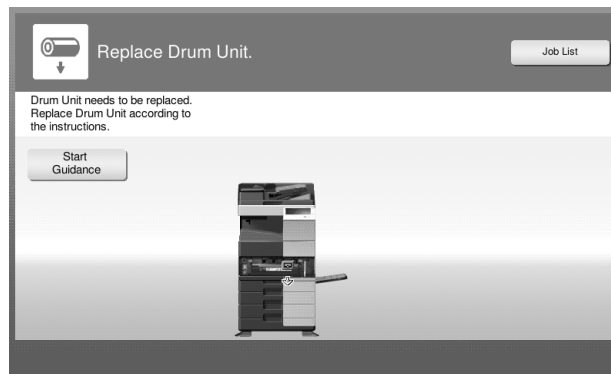 Replace Drum Unit.
Job List
Drum Unit needs to be replaced.
Replace Drum Unit according to
the instructions.
Start
Guidance